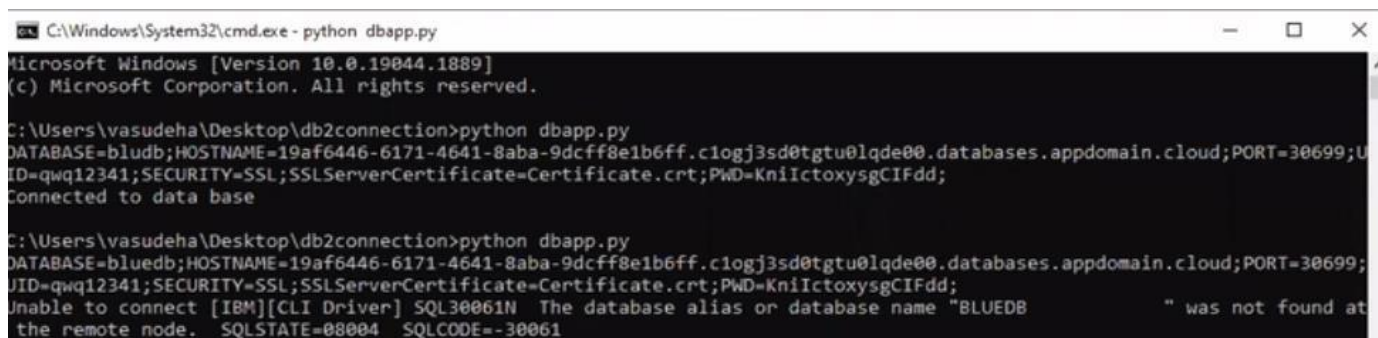 C:\Windows\System32\cmd.exe - python dbapp.py
Microsoft Windows [Version 10.0.19044.1889]
(c) Microsoft Corporation. All rights reserved.
C:\Users\vasudeha\Desktop\db2connection>python dbapp.py
DATABASE=bludb;HOSTNAME=19af6446-6171-4641-8aba-9dcff8e1b6ff.c1ogj3sd0tgtu0lqde00.databases.appdomain.cloud;PORT=30699;U
ID=qwq12341;SECURITY=SSL;SSLServerCertificate=Certificate.crt;PWD=KniIctoxysgCIFdd;
Connected to data base
C:\Users\vasudeha\Desktop\db2connection>python dbapp.py
DATABASE=bluedb;HOSTNAME=19af6446-6171-4641-8aba-9dcff8e1b6ff.c1ogj3sd0tgtu0lqde00.databases.appdomain.cloud;PORT=30699;
UID=qwq12341;SECURITY=SSL;SSLServerCertificate=Certificate.crt;PWD=KniIctoxysgCIFdd;
Unable to connect [IBM][CLI Driver] SQL30061N  The database alias or database name "BLUEDB            " was not found at
 the remote node.  SQLSTATE=08004  SQLCODE=-30061